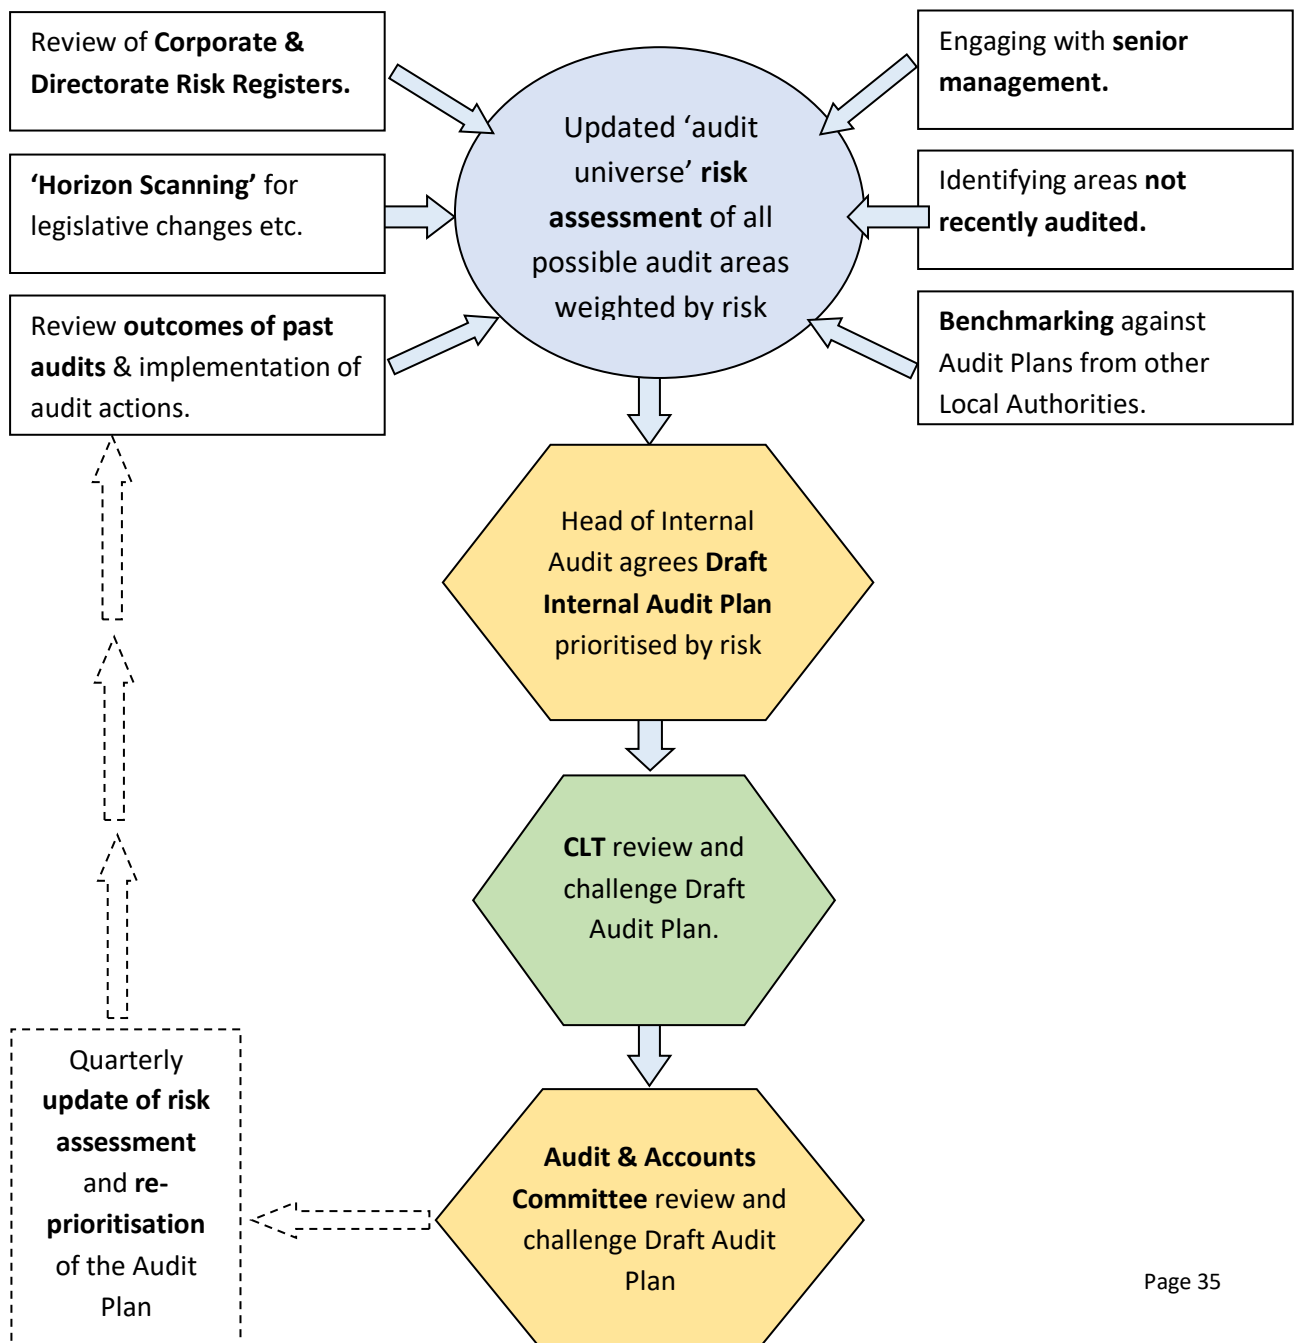 Review of Corporate &
Directorate Risk Registers.
‘Horizon Scanning’ for
legislative changes etc.
Review outcomes of past
audits & implementation of
audit actions.
Updated ‘audit
universe’ risk
assessment of all
possible audit areas
weighted by risk
Engaging with senior
management.
Identifying areas not
recently audited.
Benchmarking against
Audit Plans from other
Local Authorities.
Head of Internal
Audit agrees Draft
Internal Audit Plan
prioritised by risk
CLT review and
challenge Draft
Audit Plan.
Audit & Accounts
Committee review and
challenge Draft Audit
Plan
Quarterly
update of risk
assessment
and re-
prioritisation
of the Audit
Plan
Page 35